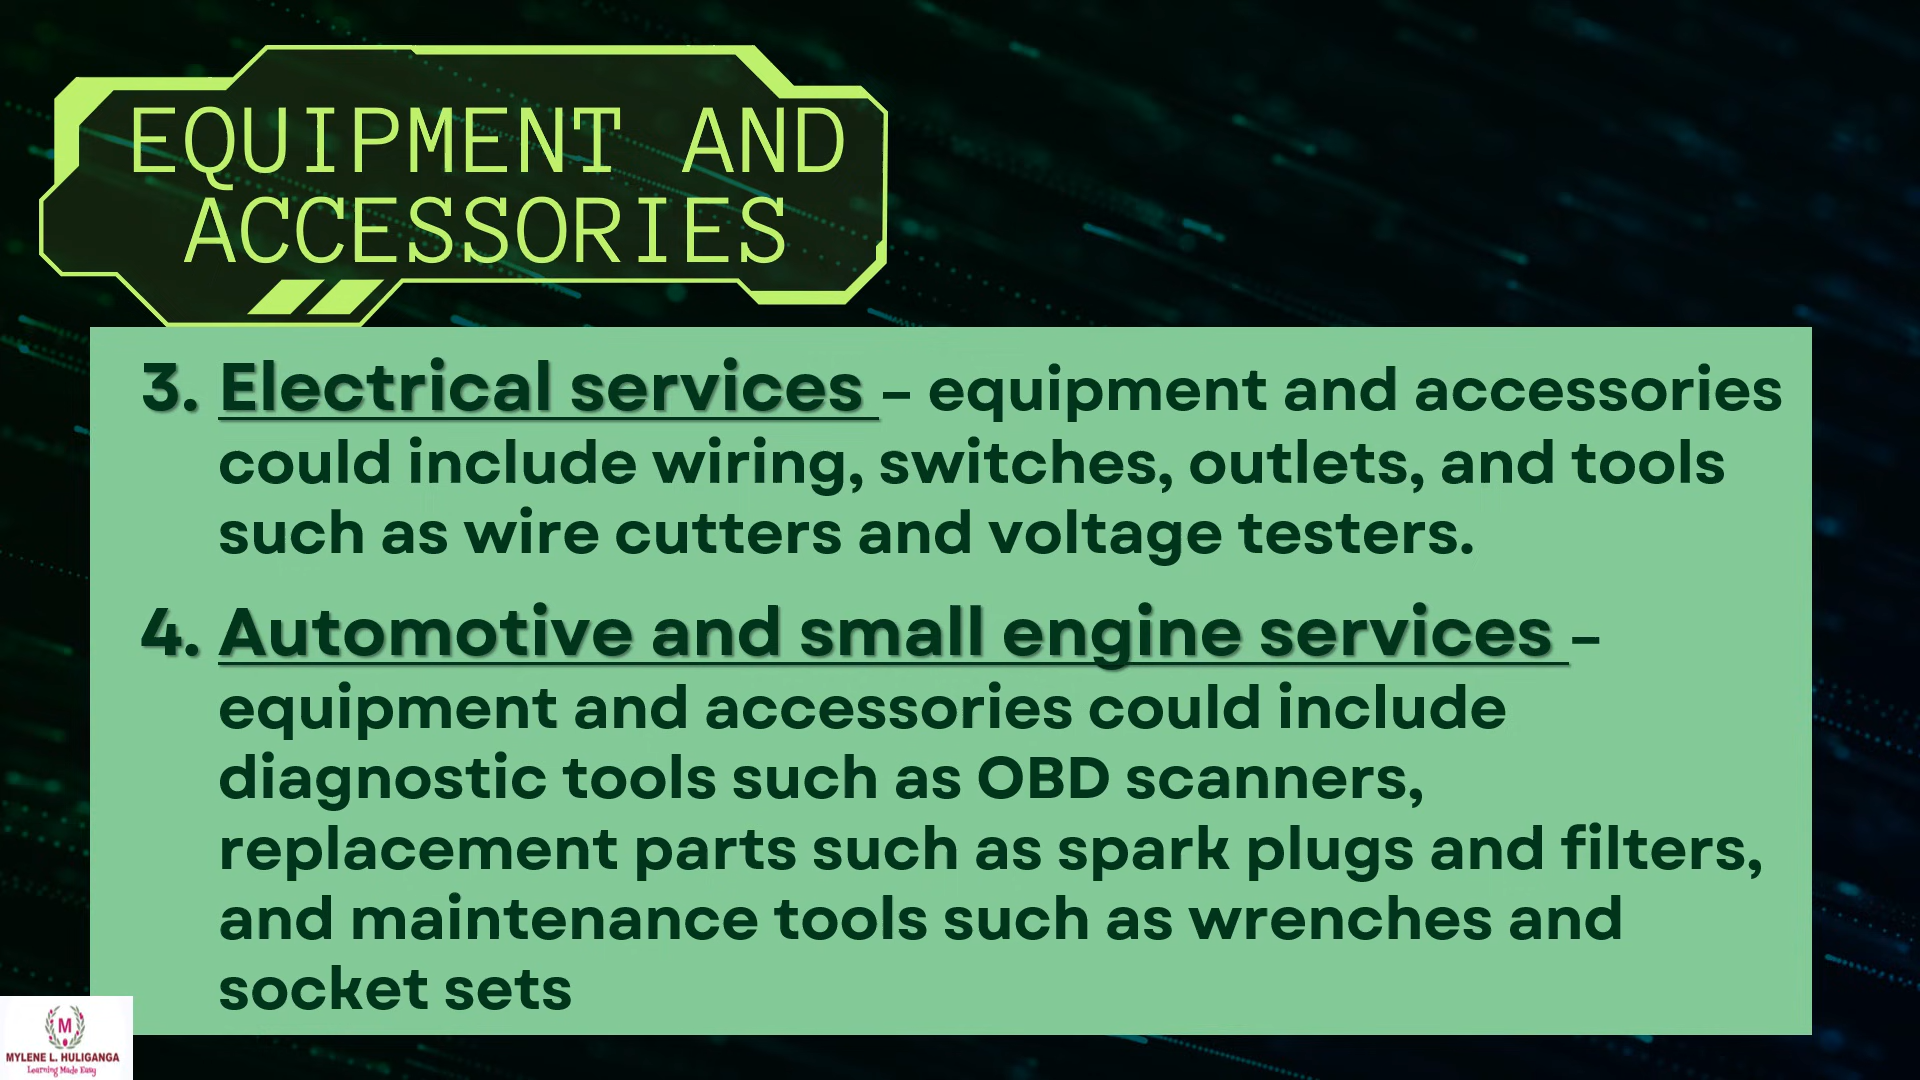 EQUIPMENT AND
ACCESSORIES
3. Electrical services – equipment and accessories
could include wiring, switches, outlets, and tools
such as wire cutters and voltage testers.
4. Automotive and small engine services –
equipment and accessories could include
diagnostic tools such as OBD scanners,
replacement parts such as spark plugs and filters,
and maintenance tools such as wrenches and
socket sets
M
MYLENE L. HULIGANGA
Learning Made Easy